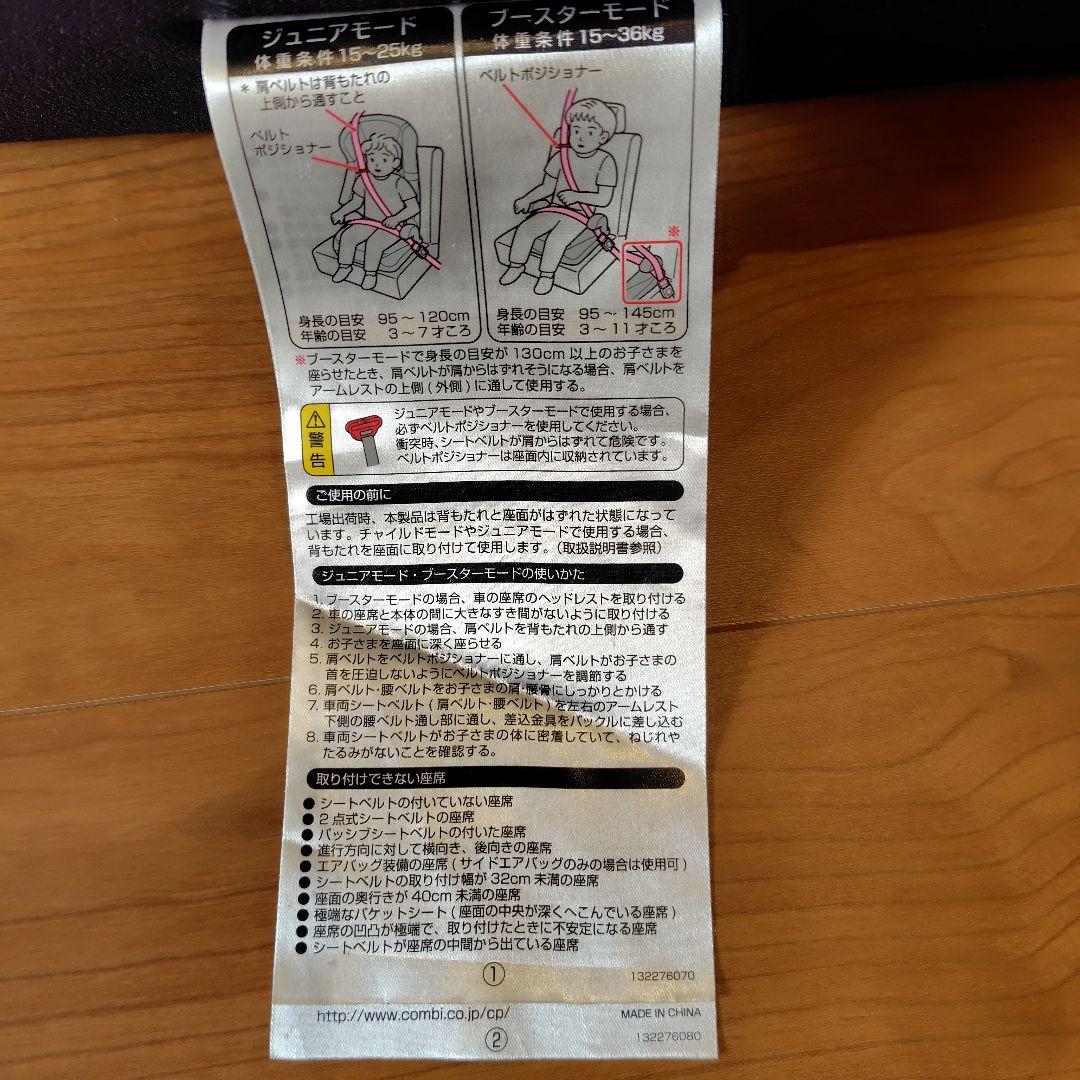 ジュニアモード
体重条件 15～25kg
＊肩ベルトは背もたれの
上側から通すこと
ベルト
ポジショナー
身長の目安 95～120cm
年齢の目安 3～7才ころ
ブースターモード
体重条件 15～36kg
ベルトポジショナー
※
身長の目安 95～145cm
年齢の目安 3～11才ころ
※ブースターモードで身長の目安が130cm以上のお子さまを
座らせたとき、肩ベルトが肩からはずれそうになる場合、肩ベルトを
アームレストの上側(外側)に通して使用する。
警告
ジュニアモードやブースターモードで使用する場合、
必ずベルトポジショナーを使用してください。
衝突時、シートベルトが肩からはずれて危険です。
ベルトポジショナーは座面内に収納されています。
ご使用の前に
工場出荷時、本製品は背もたれと座面がはずれた状態になって
います。チャイルドモードやジュニアモードで使用する場合、
背もたれを座面に取り付けて使用します。(取扱説明書参照)
ジュニアモード・ブースターモードの使いかた
1. ブースターモードの場合、車の座席のヘッドレストを取り付ける
2. 車の座席と本体の間に大きなすき間がないように取り付ける
3. ジュニアモードの場合、肩ベルトを背もたれの上側から通す
4. お子さまを座面に深く座らせる
5. 肩ベルトをベルトポジショナーに通し、肩ベルトがお子さまの
首を圧迫しないようにベルトポジショナーを調節する
6. 肩ベルト・腰ベルトをお子さまの肩・腰骨にしっかりとかける
7. 車両シートベルト(肩ベルト・腰ベルト)を左右のアームレスト
下側の腰ベルト通し部に通し、差込金具をバックルに差し込む
8. 車両シートベルトがお子さまの体に密着していて、ねじれや
たるみがないことを確認する。
取り付けできない座席
●シートベルトの付いていない座席
●2点式シートベルトの座席
●パッシブシートベルトの付いた座席
●進行方向に対して横向き、後向きの座席
●エアバッグ装備の座席(サイドエアバッグのみの場合は使用可)
●シートベルトの取り付け幅が32cm未満の座席
●座面の奥行きが40cm未満の座席
●極端なバケットシート(座面の中央が深くへこんでいる座席)
●座席の凹凸が極端で、取り付けたときに不安定になる座席
●シートベルトが座席の中間から出ている座席
① 132276070
http://www.combi.co.jp/cp/ MADE IN CHINA
② 132276080